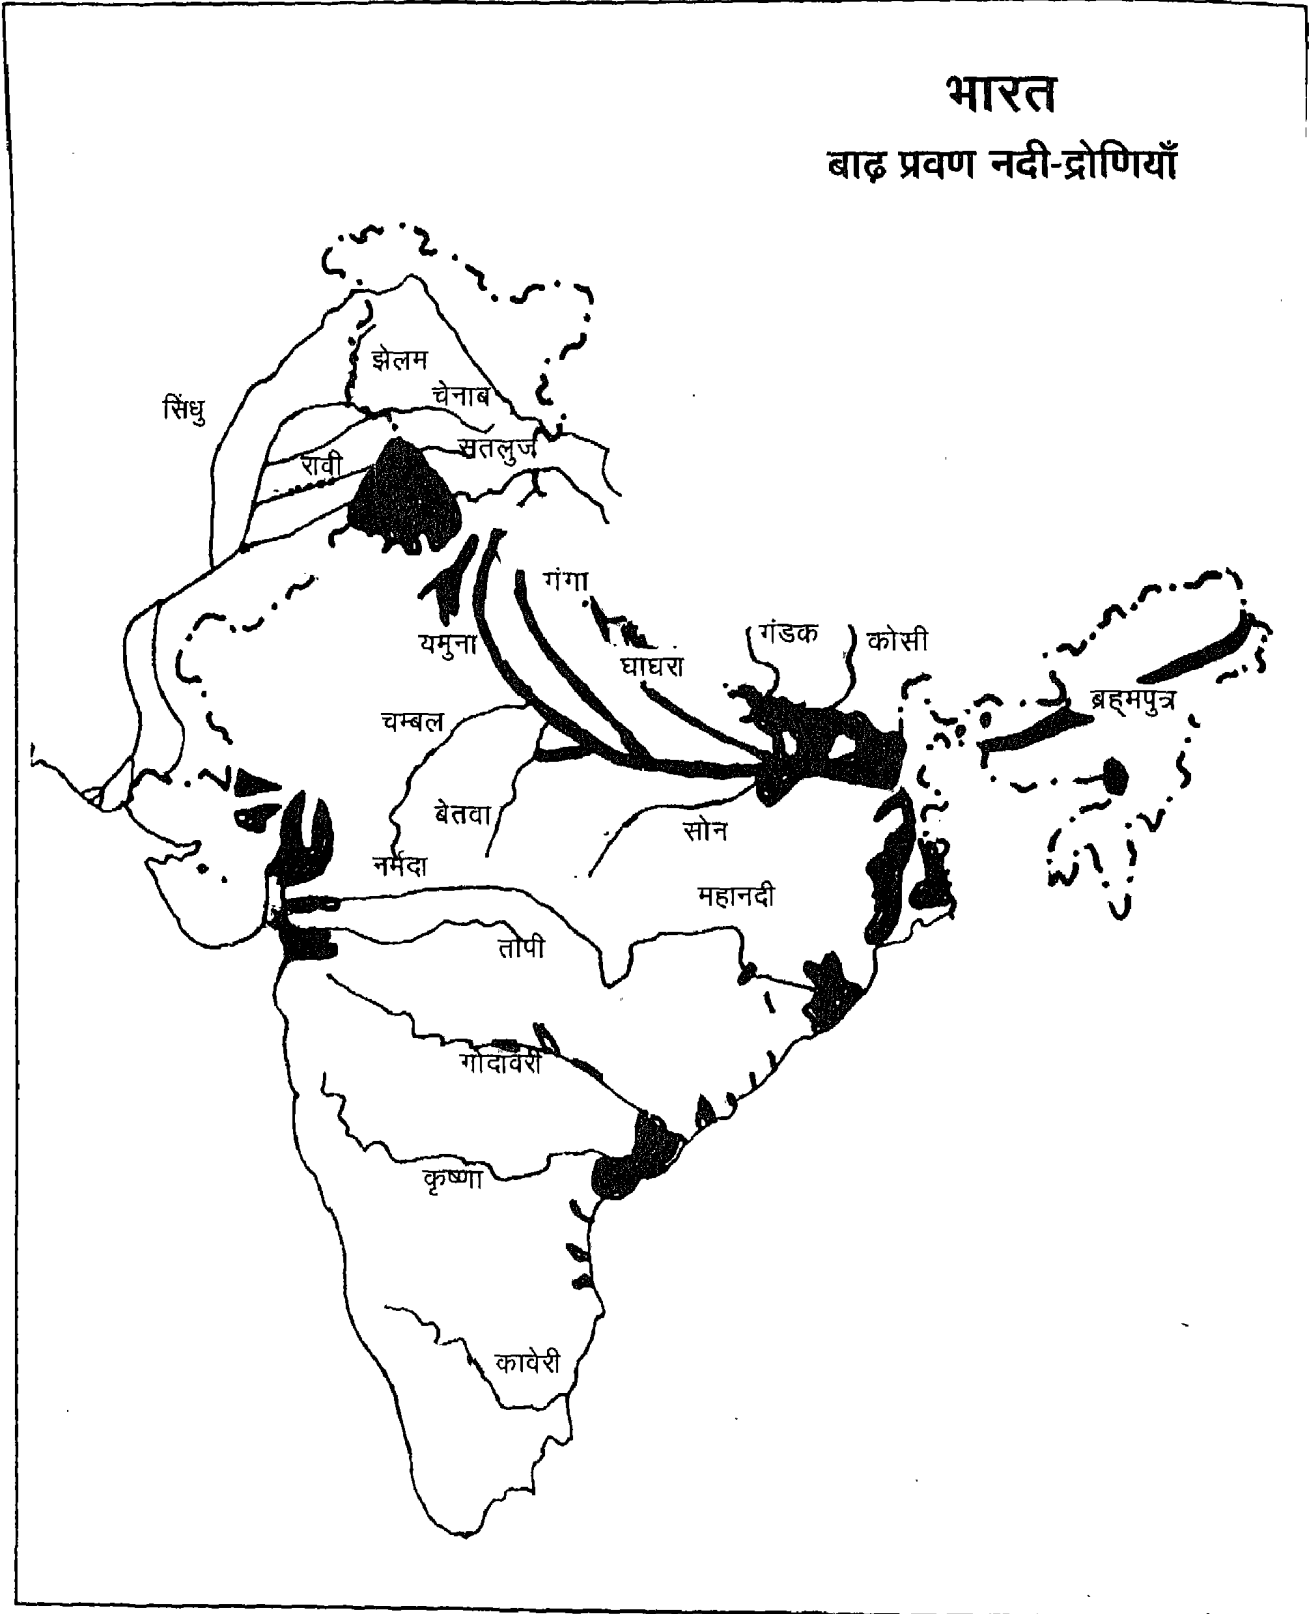 भारत
बाढ़ प्रवण नदी-द्रोणियाँ
झेलम
चेनाब
सिंधु
सतलुज
रावी
गंगा
यमुना
गंडक
कोसी
घाघरा
ब्रह्मपुत्र
चम्बल
बेतवा
सोन
नर्मदा
महानदी
तापी
गोदावरी
कृष्णा
कावेरी